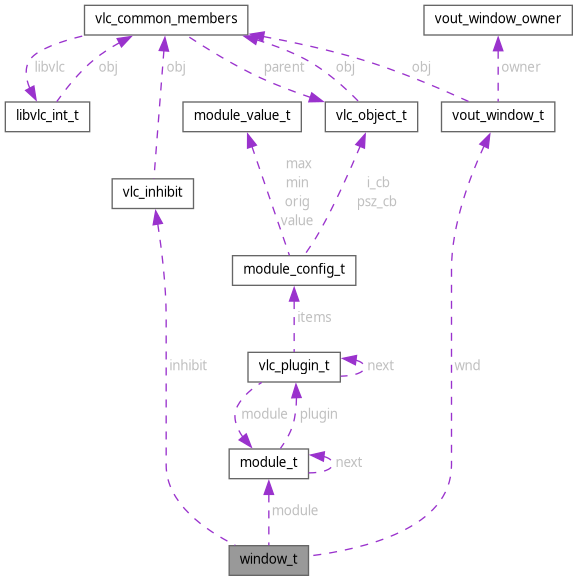 vlc_common_members
vout_window_owner
libvlc
obj
obj
parent
obj
obj
owner
libvlc_int_t
module_value_t
vlc_object_t
vout_window_t
max
min
orig
value
i_cb
psz_cb
vlc_inhibit
module_config_t
items
vlc_plugin_t
next
inhibit
wnd
module
plugin
module_t
next
module
window_t